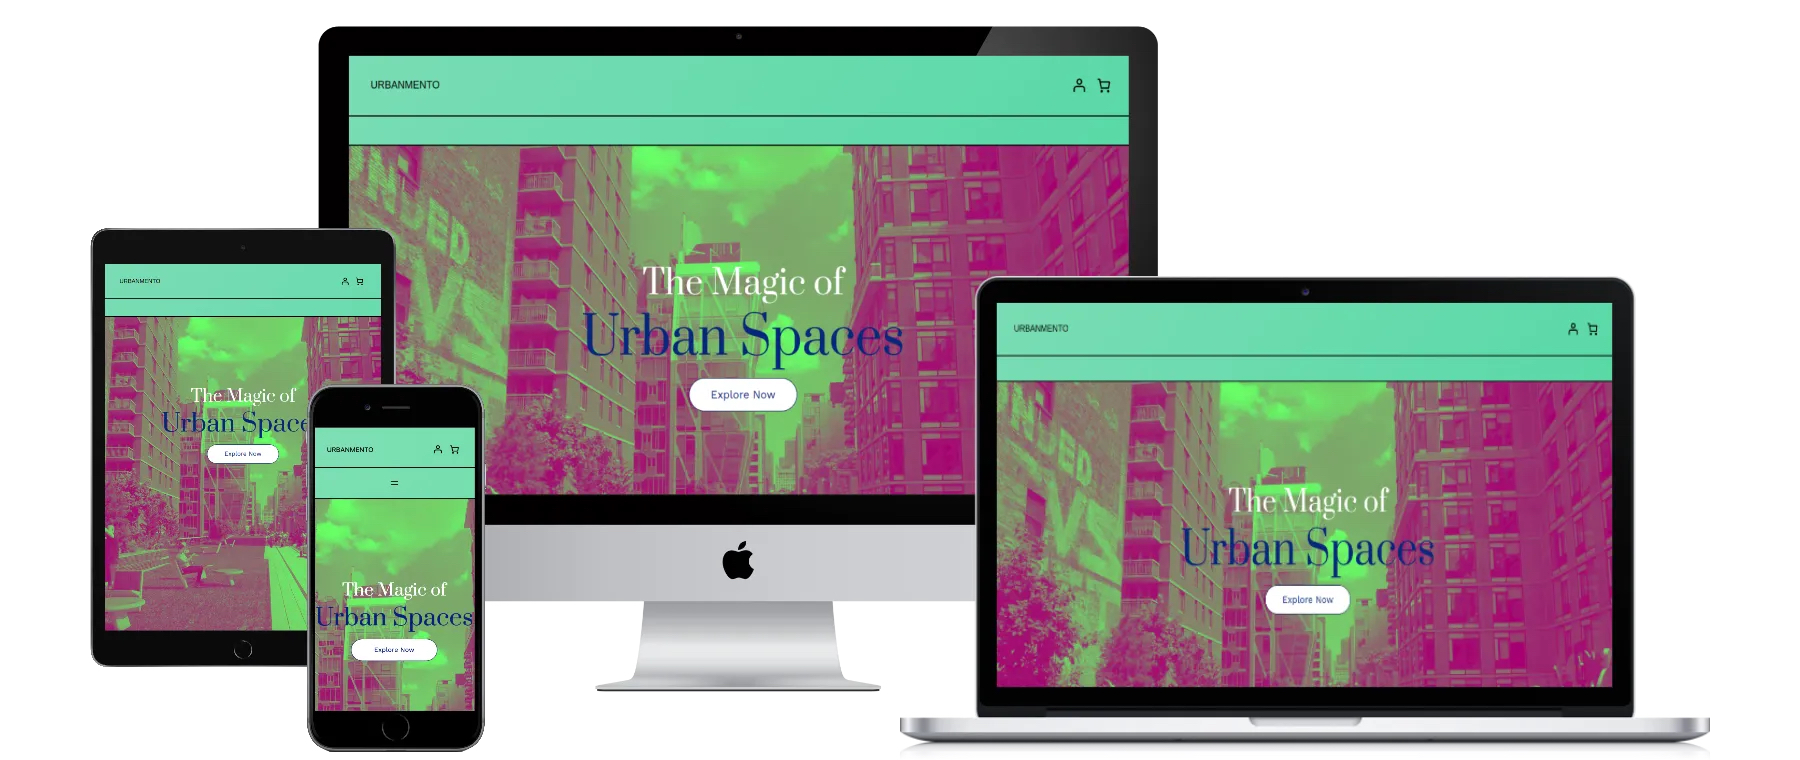 URBANMENTO
The Magic of
Urban Spaces
Explore Now
URBANMENTO
The Magic of
Urban Space
Explore Now
URBANMENTO
The Magic of
Urban Spaces
Explore Now
URBANMENTO
The Magic of
Urban Spaces
Explore Now